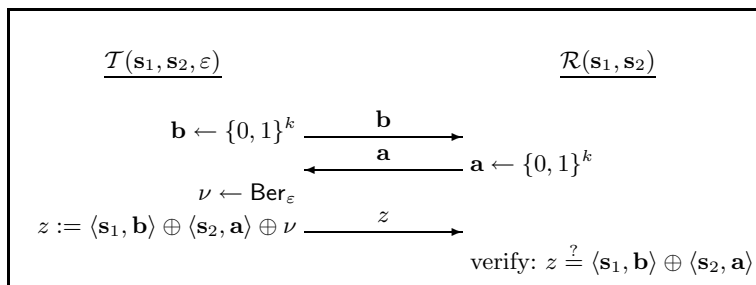 𝒯(𝐬₁, 𝐬₂, ε) ℛ(𝐬₁, 𝐬₂)
𝐛 ← {0, 1}ᵏ 𝐛
𝐚 𝐚 ← {0, 1}ᵏ
ν ← Ber_ε
z := ⟨𝐬₁, 𝐛⟩ ⊕ ⟨𝐬₂, 𝐚⟩ ⊕ ν z
verify: z ≟ ⟨𝐬₁, 𝐛⟩ ⊕ ⟨𝐬₂, 𝐚⟩